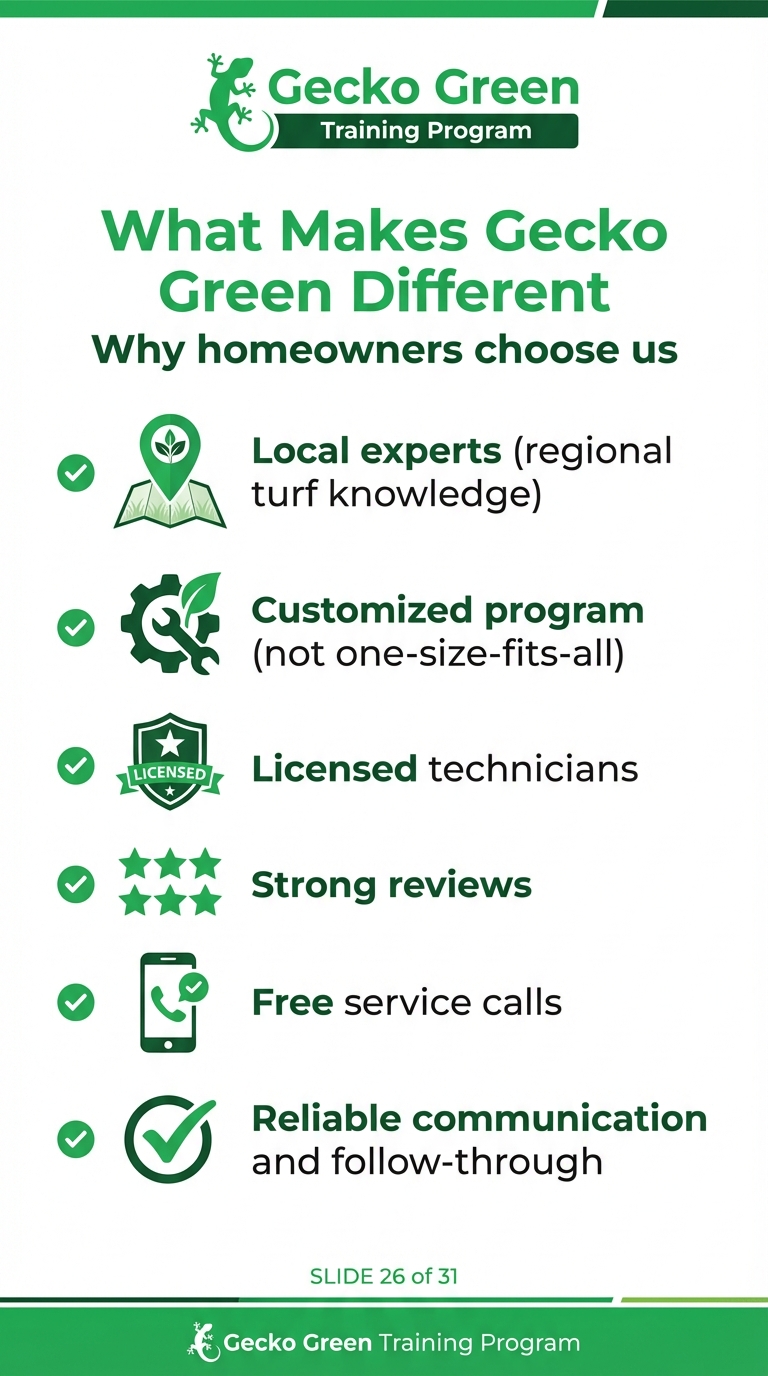 Gecko Green
Training Program
What Makes Gecko
Green Different
Why homeowners choose us
Local experts (regional
turf knowledge)
Customized program
(not one-size-fits-all)
LICENSED
Licensed technicians
Strong reviews
Free service calls
Reliable communication
and follow-through
SLIDE 26 of 31
Gecko Green Training Program